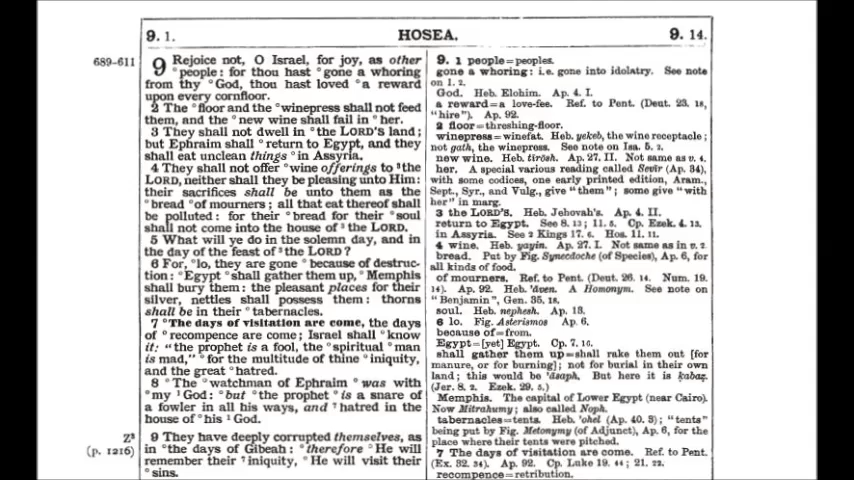 9. 1.
HOSEA.
9. 14.
689-611
9 Rejoice not, O Israel, for joy, as other
°people: for thou hast °gone a whoring
from thy °God, thou hast loved °a reward
upon every cornfloor.
2 The °floor and the °winepress shall not feed
them, and the °new wine shall fail in °her.
3 They shall not dwell in °the LORD'S land;
but Ephraim shall °return to Egypt, and they
shall eat unclean things °in Assyria.
4 They shall not offer °wine offerings to ³the
LORD, neither shall they be pleasing unto Him:
their sacrifices shall be unto them as the
°bread °of mourners; all that eat thereof shall
be polluted: for their °bread for their °soul
shall not come into the house of ³the LORD.
5 What will ye do in the solemn day, and in
the day of the feast of ³the LORD?
6 For, °lo, they are gone °because of destruc-
tion: °Egypt °shall gather them up, °Memphis
shall bury them: the pleasant places for their
silver, nettles shall possess them: thorns
shall be in their °tabernacles.
7 °The days of visitation are come, the days
of °recompence are come; Israel shall °know
it: °the prophet is a fool, the °spiritual °man
is mad," °for the multitude of thine °iniquity,
and the great °hatred.
8 °The °watchman of Ephraim °was with
°my ¹God: °but °the prophet °is a snare of
a fowler in all his ways, and ⁷hatred in the
house of °his ¹God.
Z³
(p. 1216)
9 They have deeply corrupted themselves, as
in °the days of Gibeah: °therefore °He will
remember their ⁷iniquity, °He will visit their
°sins.
9. 1 people=peoples.
gone a whoring: i.e. gone into idolatry. See note
on 1. 2.
God. Heb. Elohim. Ap. 4. I.
a reward=a love-fee. Ref. to Pent. (Deut. 23. 18,
"hire"). Ap. 92.
2 floor=threshing-floor.
winepress=winefat. Heb. yekeb, the wine receptacle;
not gath, the winepress. See note on Isa. 5. 2.
new wine. Heb. tīrōsh. Ap. 27. II. Not same as v. 4.
her. A special various reading called Sevīr (Ap. 34),
with some codices, one early printed edition, Aram.,
Sept., Syr., and Vulg., give "them"; some give "with
her" in marg.
3 the LORD'S. Heb. Jehovah's. Ap. 4. II.
return to Egypt. See 8. 13; 11. 5. Cp. Ezek. 4. 13.
in Assyria. See 2 Kings 17. 6. Hos. 11. 11.
4 wine. Heb. yayin. Ap. 27. I. Not same as in v. 2.
bread. Put by Fig. Synecdoche (of Species), Ap. 6, for
all kinds of food.
of mourners. Ref. to Pent. (Deut. 26. 14. Num. 19.
14). Ap. 92. Heb. 'āven. A Homonym. See note on
"Benjamin", Gen. 35. 18.
soul. Heb. nephesh. Ap. 13.
6 lo. Fig. Asterismos Ap. 6.
because of=from.
Egypt=[yet] Egypt. Cp. 7. 16.
shall gather them up=shall rake them out [for
manure, or for burning]; not for burial in their own
land; this would be 'āsaph. But here it is ḳabaẓ.
(Jer. 8. 2. Ezek. 29. 5.)
Memphis. The capital of Lower Egypt (near Cairo).
Now Mitrahumy; also called Noph.
tabernacles=tents. Heb. 'ohel (Ap. 40. 3); "tents"
being put by Fig. Metonymy (of Adjunct), Ap. 6, for the
place where their tents were pitched.
7 The days of visitation are come. Ref. to Pent.
(Ex. 32. 34). Ap. 92. Cp. Luke 19. 44; 21. 22.
recompence=retribution.